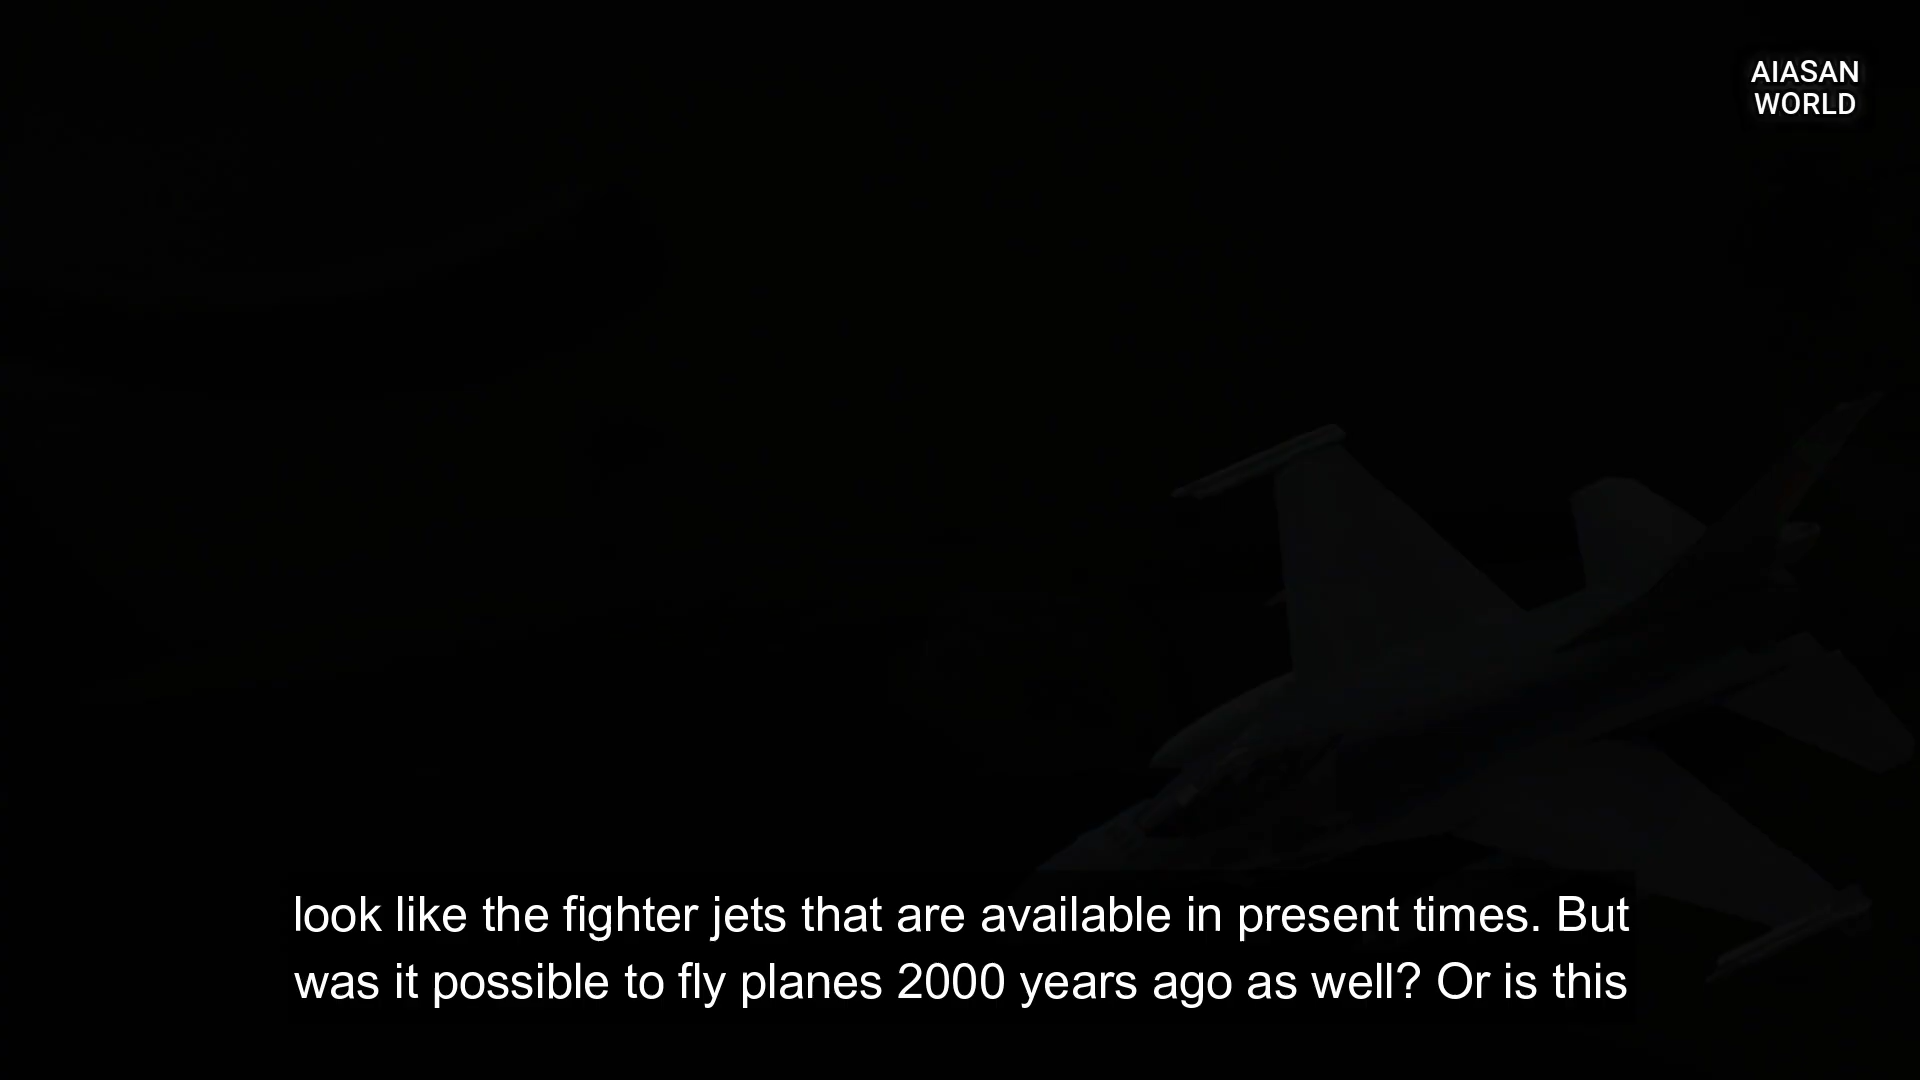 AIASAN
WORLD
look like the fighter jets that are available in present times. But
was it possible to fly planes 2000 years ago as well? Or is this